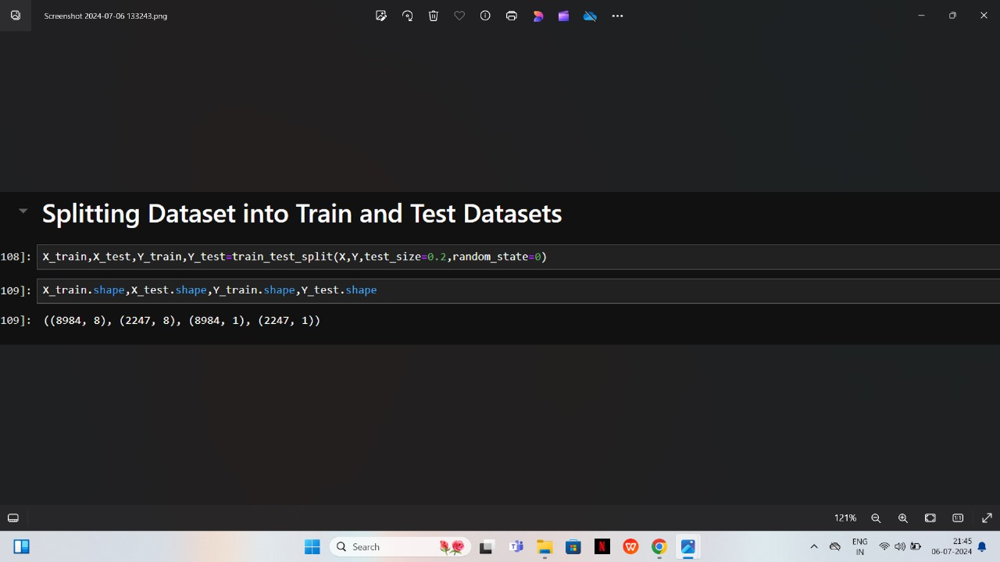 Screenshot 2024-07-06 133243.png
Splitting Dataset into Train and Test Datasets
108]: X_train,X_test,Y_train,Y_test=train_test_split(X,Y,test_size=0.2,random_state=0)
109]: X_train.shape,X_test.shape,Y_train.shape,Y_test.shape
109]: ((8984, 8), (2247, 8), (8984, 1), (2247, 1))
121%
1:1
Search
N
W
ENG
IN
21:45
06-07-2024